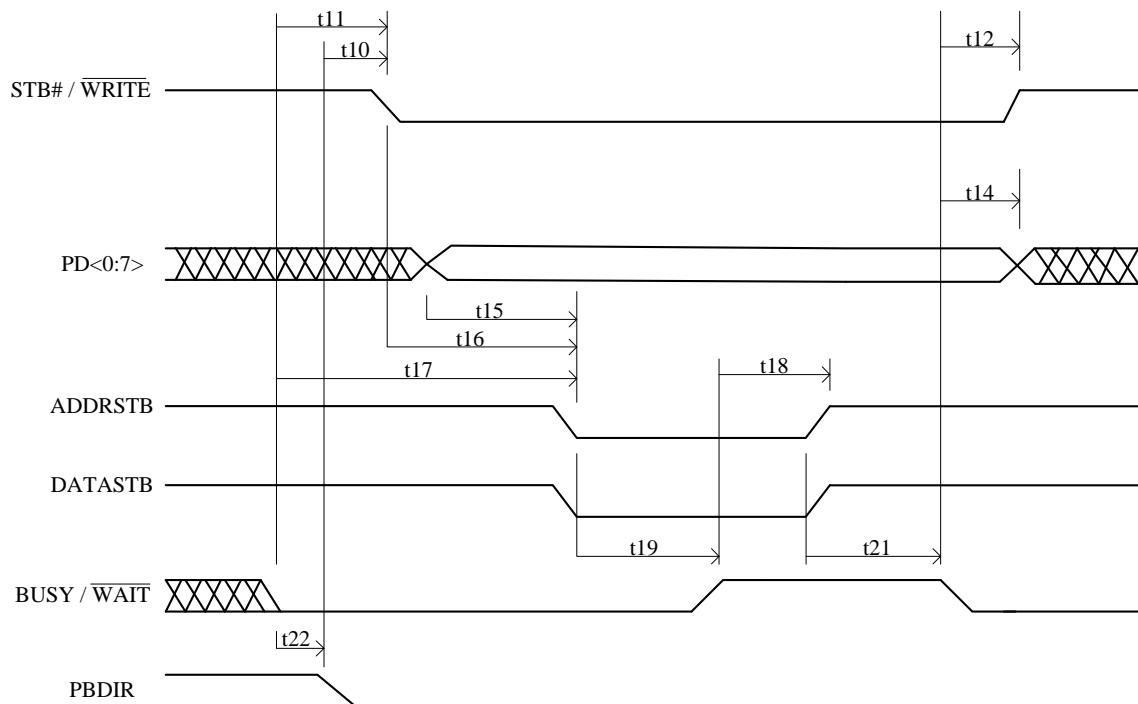 t11
t10
t12
STB# / WRITE
t14
PD<0:7>
t15
t16
t17
t18
ADDRSTB
DATASTB
t19
t21
BUSY / WAIT
t22
PBDIR